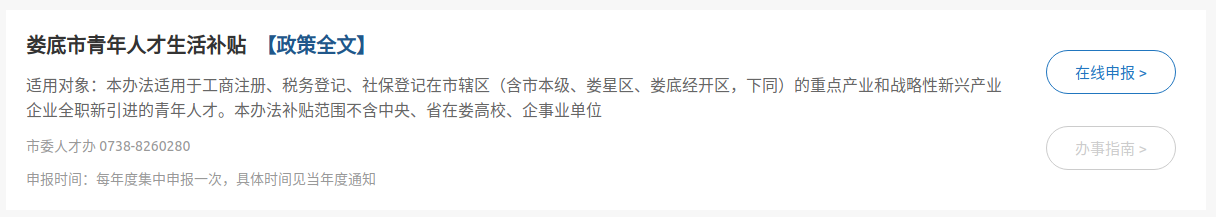 娄底市青年人才生活补贴 【政策全文】
适用对象：本办法适用于工商注册、税务登记、社保登记在市辖区（含市本级、娄星区、娄底经开区，下同）的重点产业和战略性新兴产业
企业全职新引进的青年人才。本办法补贴范围不含中央、省在娄高校、企事业单位
市委人才办 0738-8260280
申报时间：每年度集中申报一次，具体时间见当年度通知
在线申报 >
办事指南 >